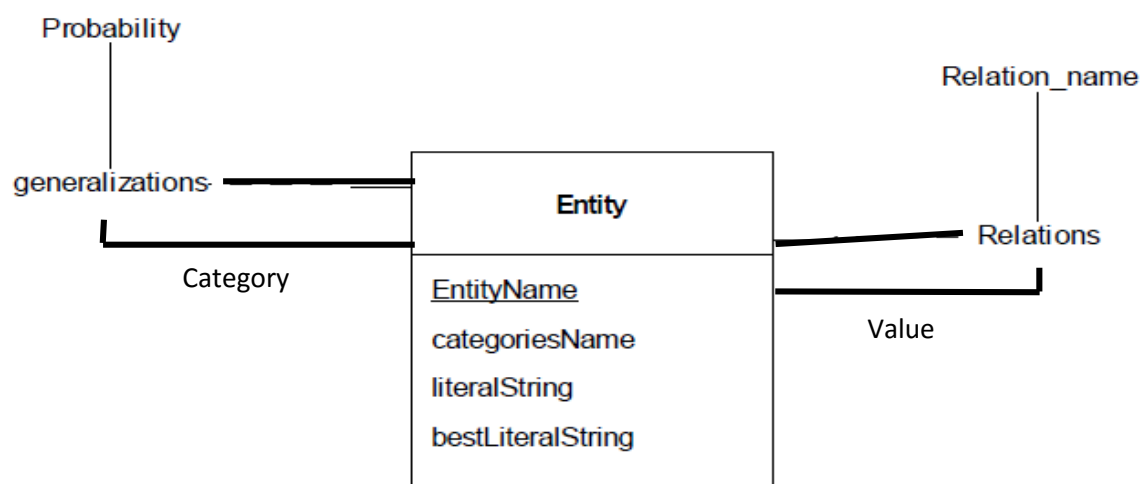 Probability
Relation_name
generalizations
Entity
Relations
Category
EntityName
Value
categoriesName
literalString
bestLiteralString